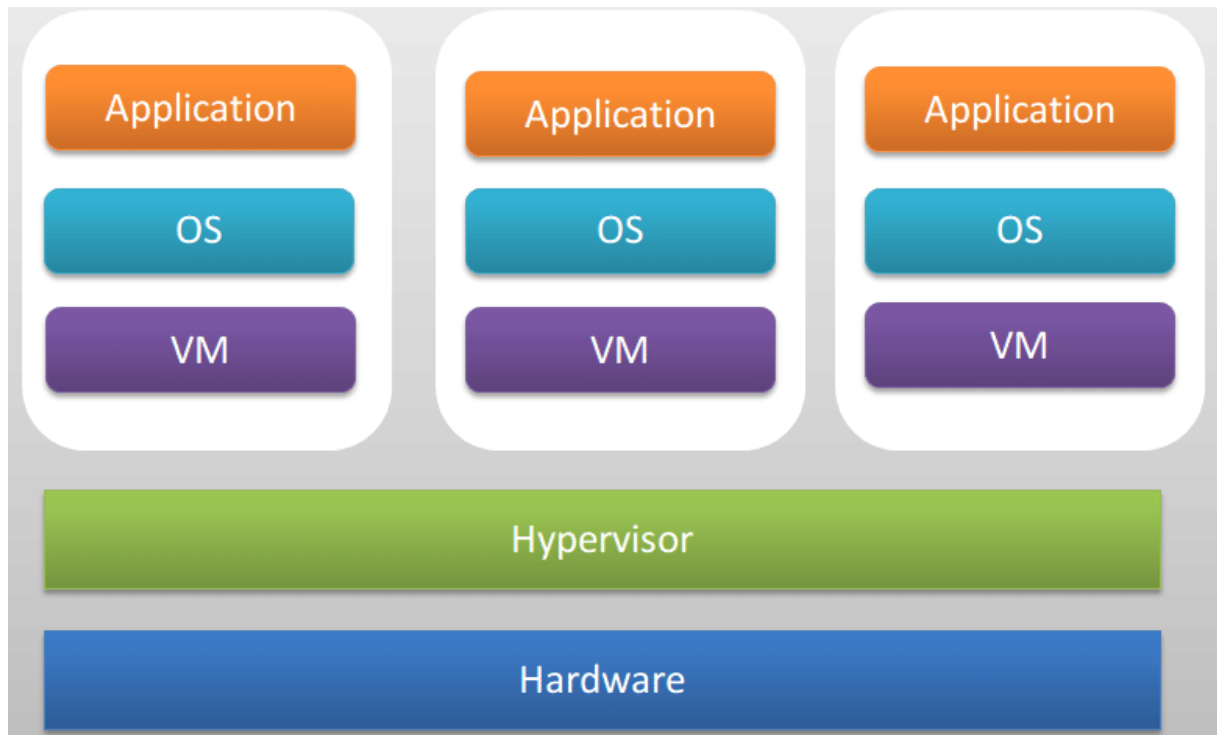 Application
Application
Application
OS
OS
OS
VM
VM
VM
Hypervisor
Hardware